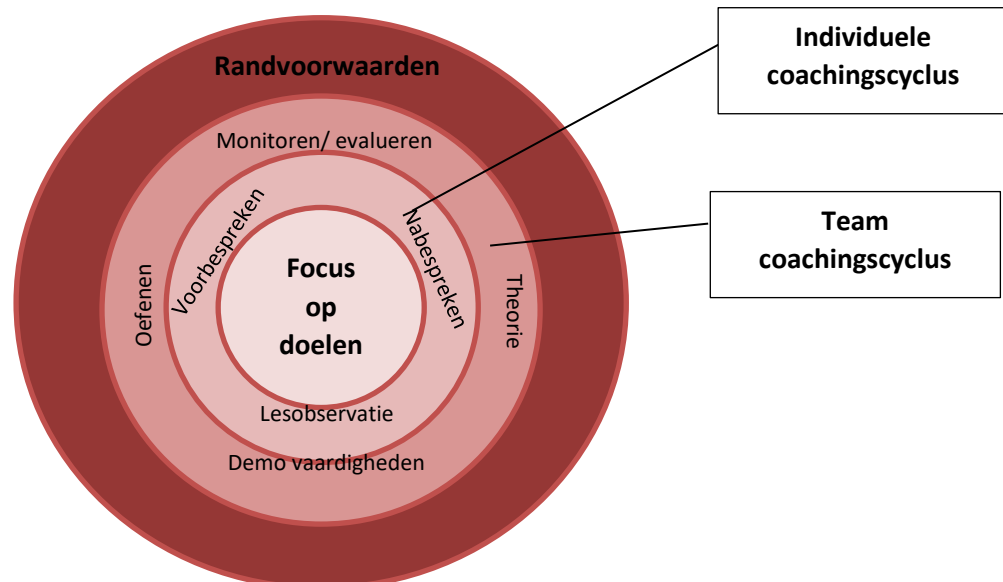 Randvoorwaarden
Monitoren/ evalueren
Voorbespreken
Nabespreken
Oefenen
Theorie
Focus
op
doelen
Lesobservatie
Demo vaardigheden
Individuele
coachingscyclus
Team
coachingscyclus